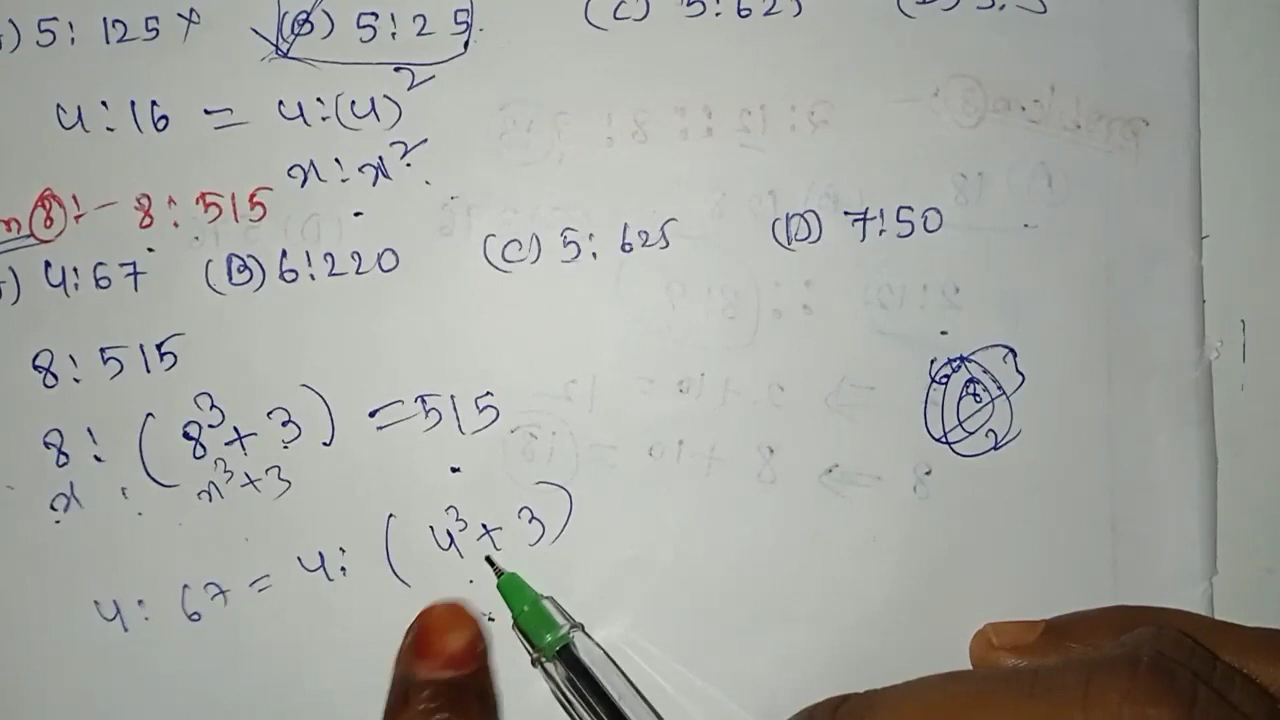 ) 5 : 125 × (B) 5 : 25. (C) 5 : 625
4 : 16 = 4 : (4)²
x : x².
8 :- 8 : 515
) 4 : 67 (B) 6 : 220 (C) 5 : 625 (D) 7 : 50
8 : 515
8 : (8³ + 3) = 515
x : x³ + 3
4 : 67 = 4 : (4³ + 3)